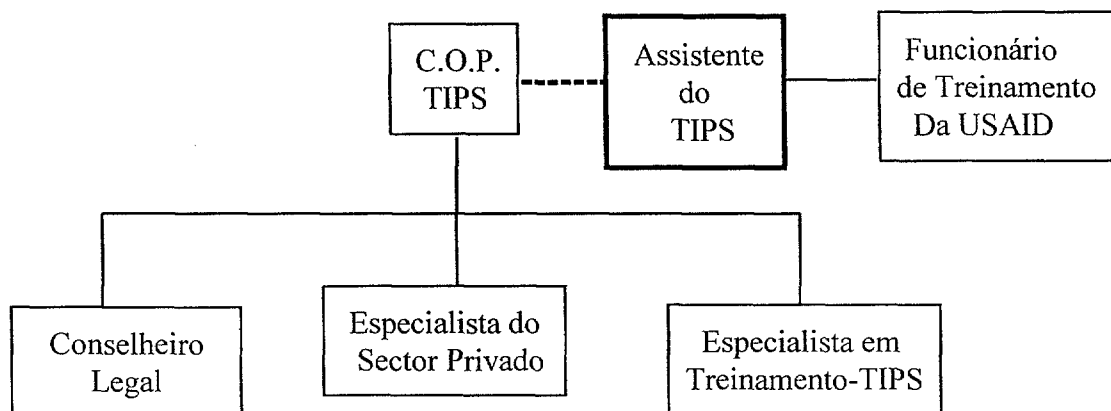 C.O.P.
TIPS
Assistente
do
TIPS
Funcionário
de Treinamento
Da USAID
Conselheiro
Legal
Especialista do
Sector Privado
Especialista em
Treinamento-TIPS